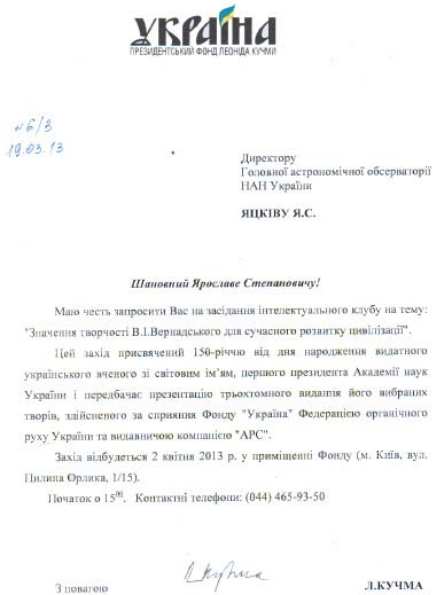 УКРАЇНА
ПРЕЗИДЕНТСЬКИЙ ФОНД ЛЕОНІДА КУЧМИ
№6/3
19.03.13
Директору
Головної астрономічної обсерваторії
НАН України
ЯЦКІВУ Я.С.
Шановний Ярославе Степановичу!
Маю честь запросити Вас на засідання інтелектуального клубу на тему:
"Значення творчості В.І.Вернадського для сучасного розвитку цивілізації".
Цей захід присвячений 150-річчю від дня народження видатного
українського вченого зі світовим ім’ям, першого президента Академії наук
України і передбачає презентацію трьохтомного видання його вибраних
творів, здійсненого за сприяння Фонду "Україна" Федерацією органічного
руху України та видавничою компанією "АРС".
Захід відбудеться 2 квітня 2013 р. у приміщенні Фонду (м. Київ, вул.
Пилипа Орлика, 1/15).
Початок о 15⁰⁰. Контактні телефони: (044) 465-93-50
З повагою
Л.КУЧМА